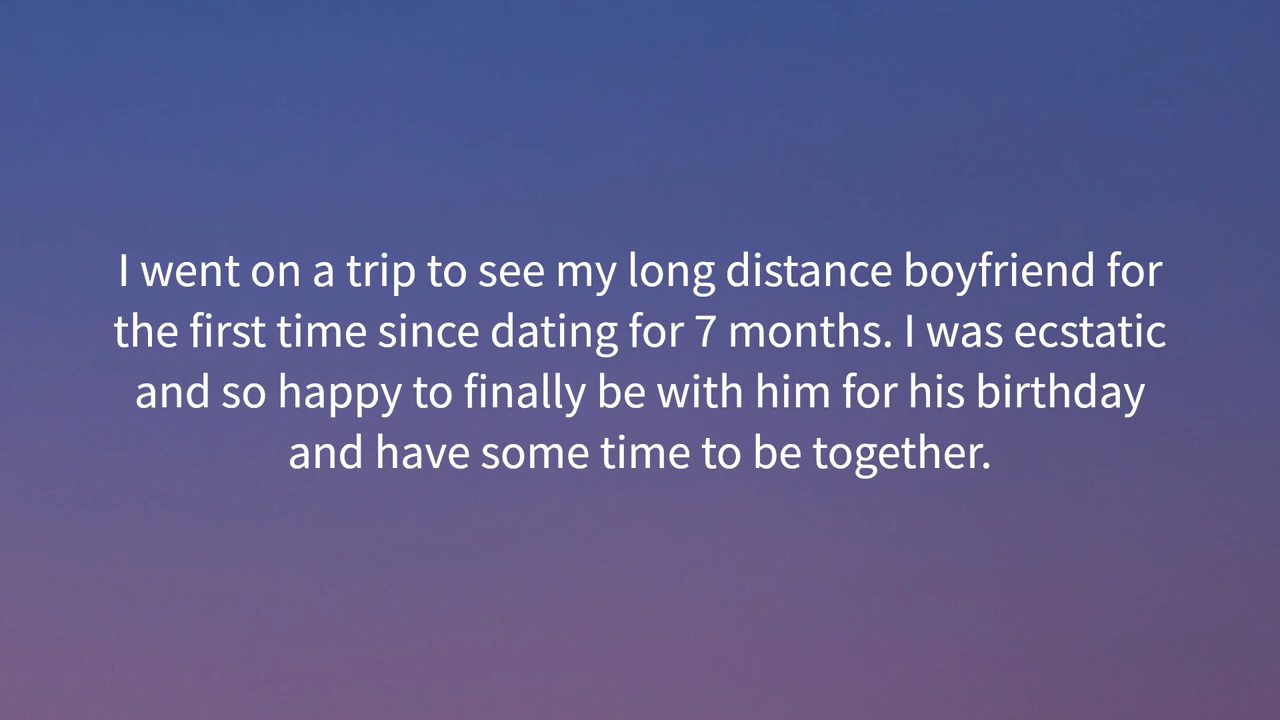 I went on a trip to see my long distance boyfriend for
the first time since dating for 7 months. I was ecstatic
and so happy to finally be with him for his birthday
and have some time to be together.